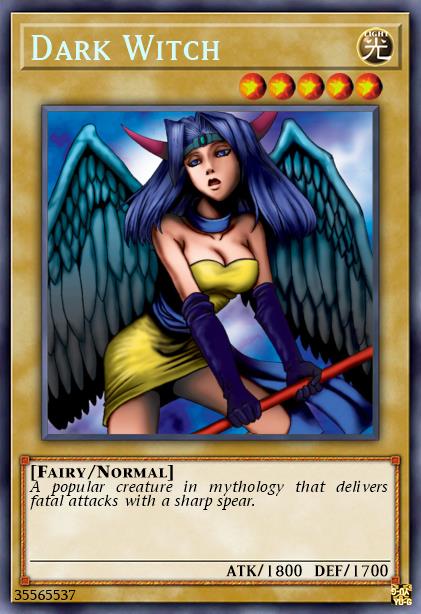 DARK WITCH
LIGHT
光
[FAIRY/NORMAL]
A popular creature in mythology that delivers
fatal attacks with a sharp spear.
ATK/1800 DEF/1700
35565537